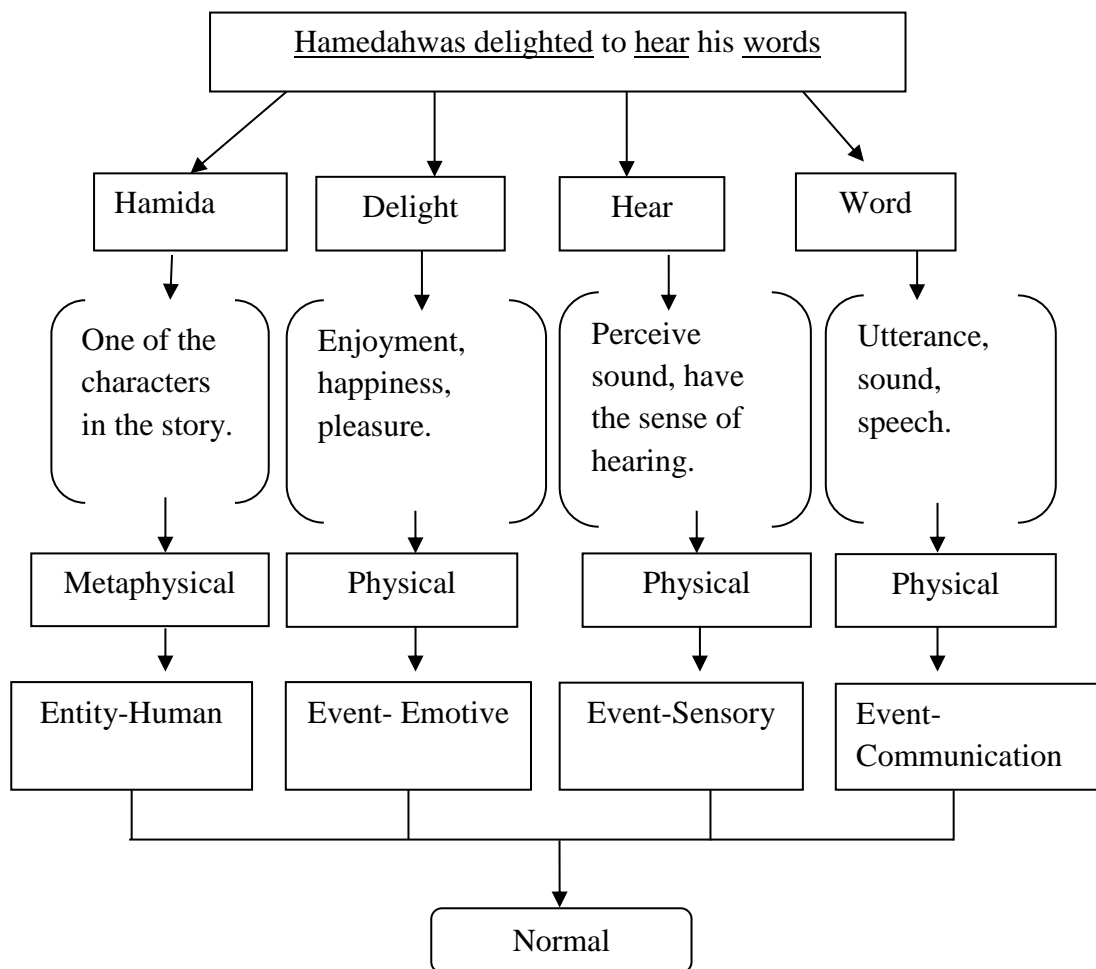 Hamedahwas delighted to hear his words
Hamida
Delight
Hear
Word
One of the
characters
in the story.
Enjoyment,
happiness,
pleasure.
Perceive
sound, have
the sense of
hearing.
Utterance,
sound,
speech.
Metaphysical
Physical
Physical
Physical
Entity-Human
Event- Emotive
Event-Sensory
Event-
Communication
Normal